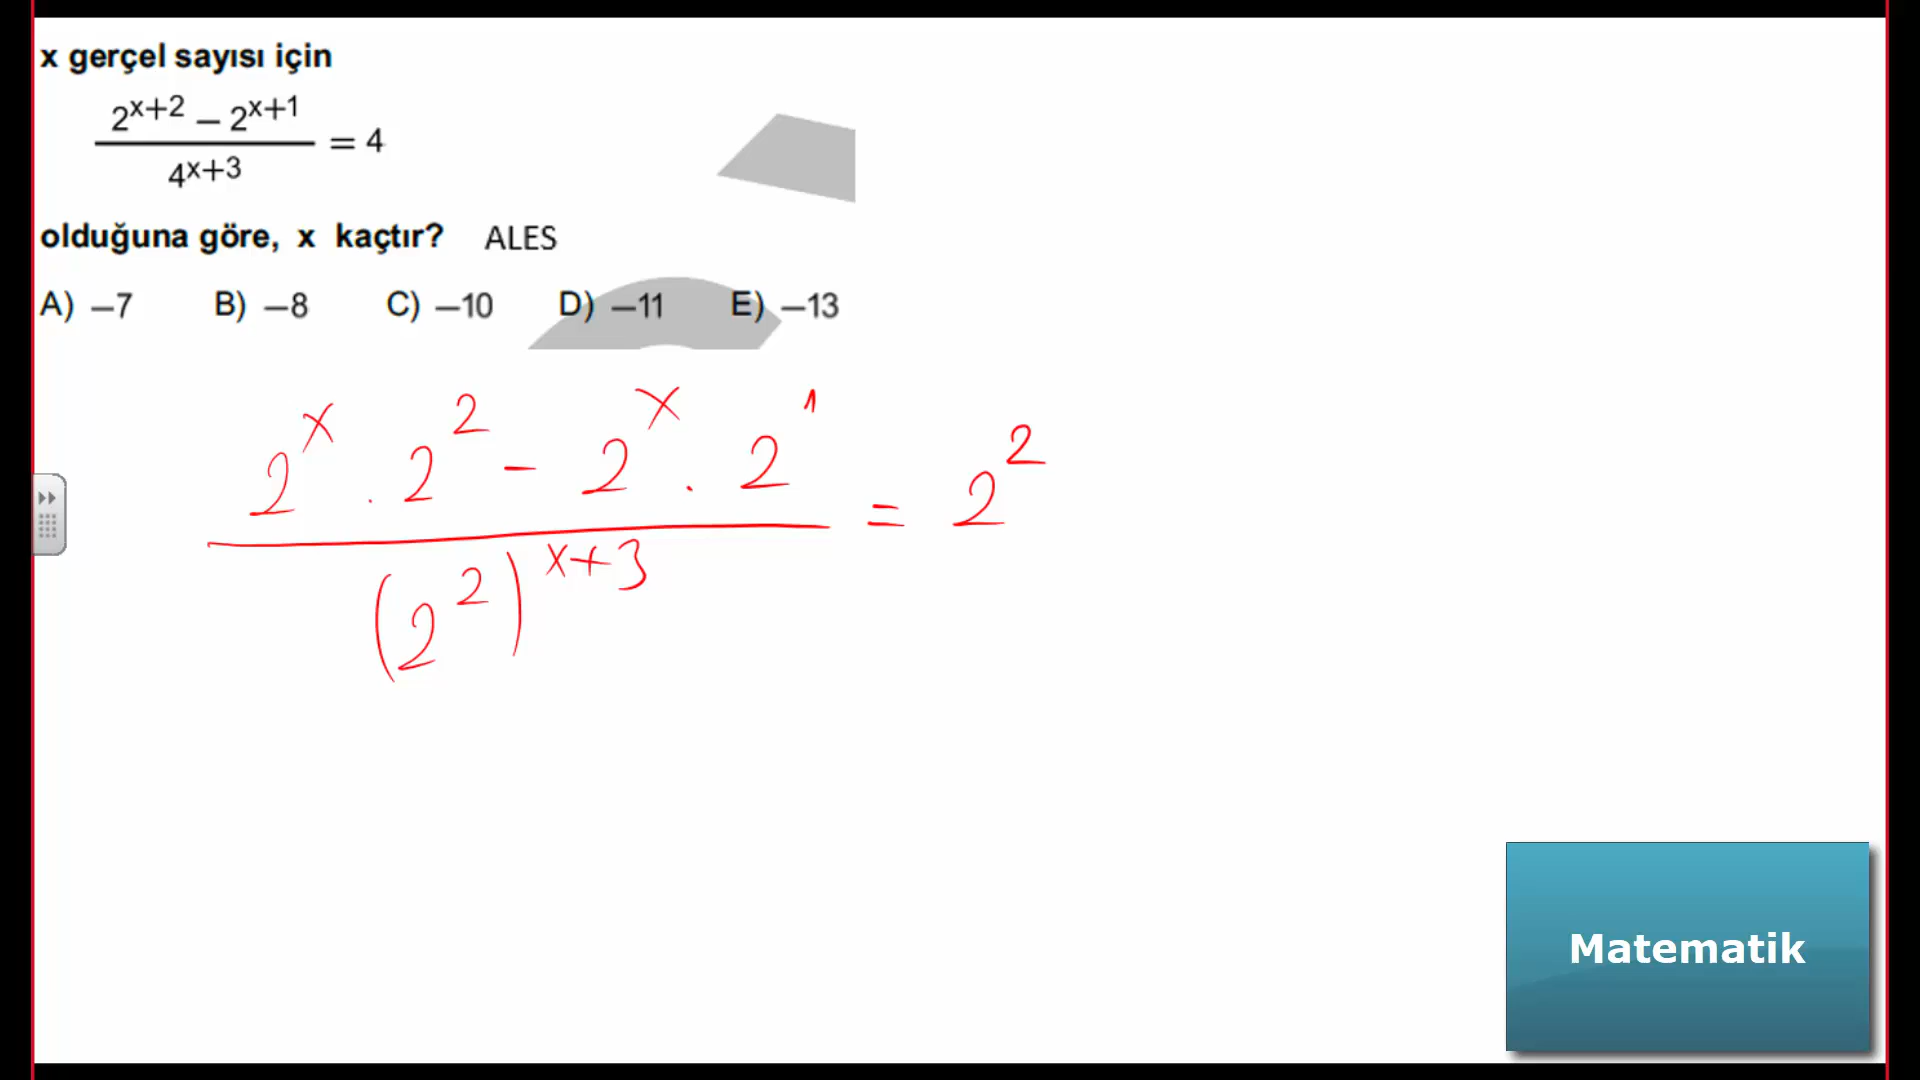 x gerçel sayısı için
2^{x+2} – 2^{x+1}
———
4^{x+3}
= 4
olduğuna göre, x kaçtır? ALES
A) –7 B) –8 C) –10 D) –11 E) –13
2^x . 2^2 - 2^x . 2^1
———
(2^2)^{x+3}
= 2^2
Matematik